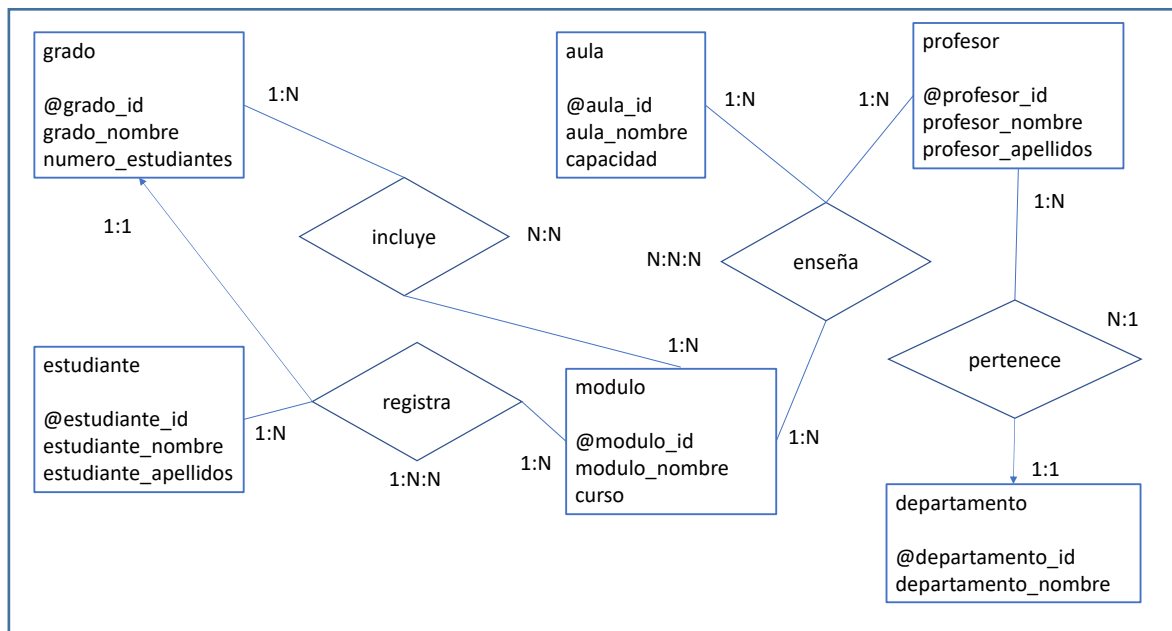 grado
@grado_id
grado_nombre
numero_estudiantes
1:N
aula
@aula_id
aula_nombre
capacidad
1:N
1:N
profesor
@profesor_id
profesor_nombre
profesor_apellidos
1:N
1:1
incluye
N:N
N:N:N
enseña
N:1
pertenece
1:N
estudiante
@estudiante_id
estudiante_nombre
estudiante_apellidos
1:N
registra
1:N:N
1:N
modulo
@modulo_id
modulo_nombre
curso
1:N
1:1
departamento
@departamento_id
departamento_nombre